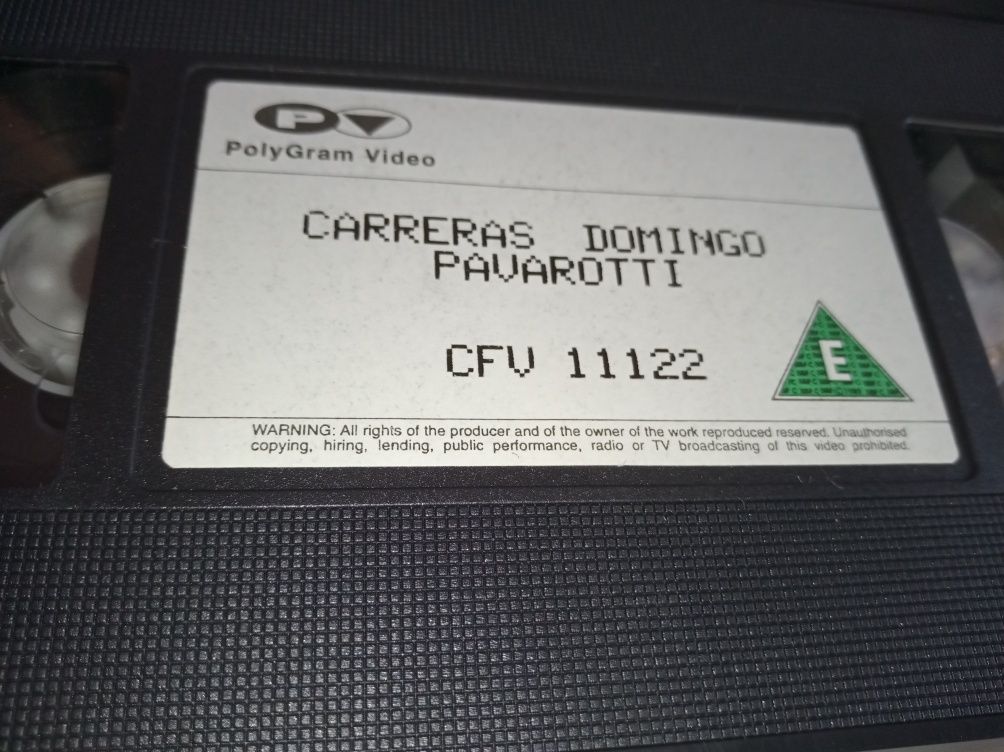 PV
PolyGram Video
CARRERAS DOMINGO
PAVAROTTI
CFV 11122
E
WARNING: All rights of the producer and of the owner of the work reproduced reserved. Unauthorised
copying, hiring, lending, public performance, radio or TV broadcasting of this video prohibited.